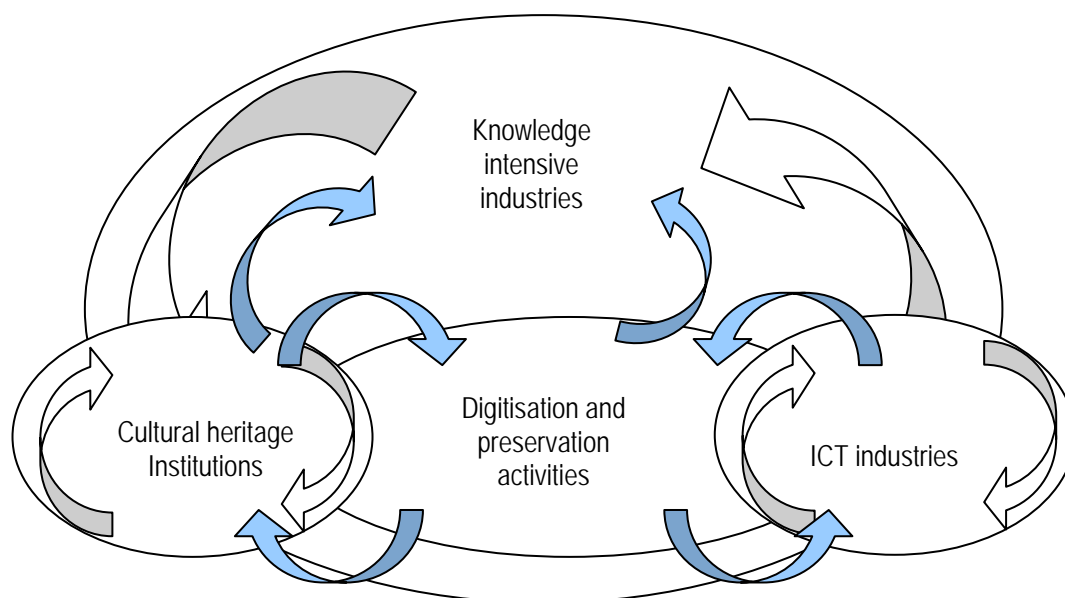 Knowledge
intensive
industries
Cultural heritage
Institutions
Digitisation and
preservation
activities
ICT industries